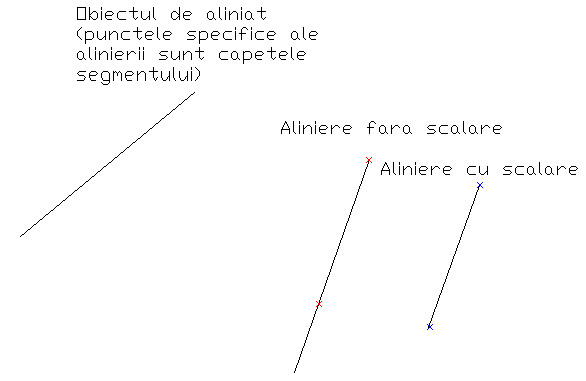 Obiectul de aliniat
(punctele specifice ale
alinierii sunt capetele
segmentului)
Aliniere fara scalare
Aliniere cu scalare